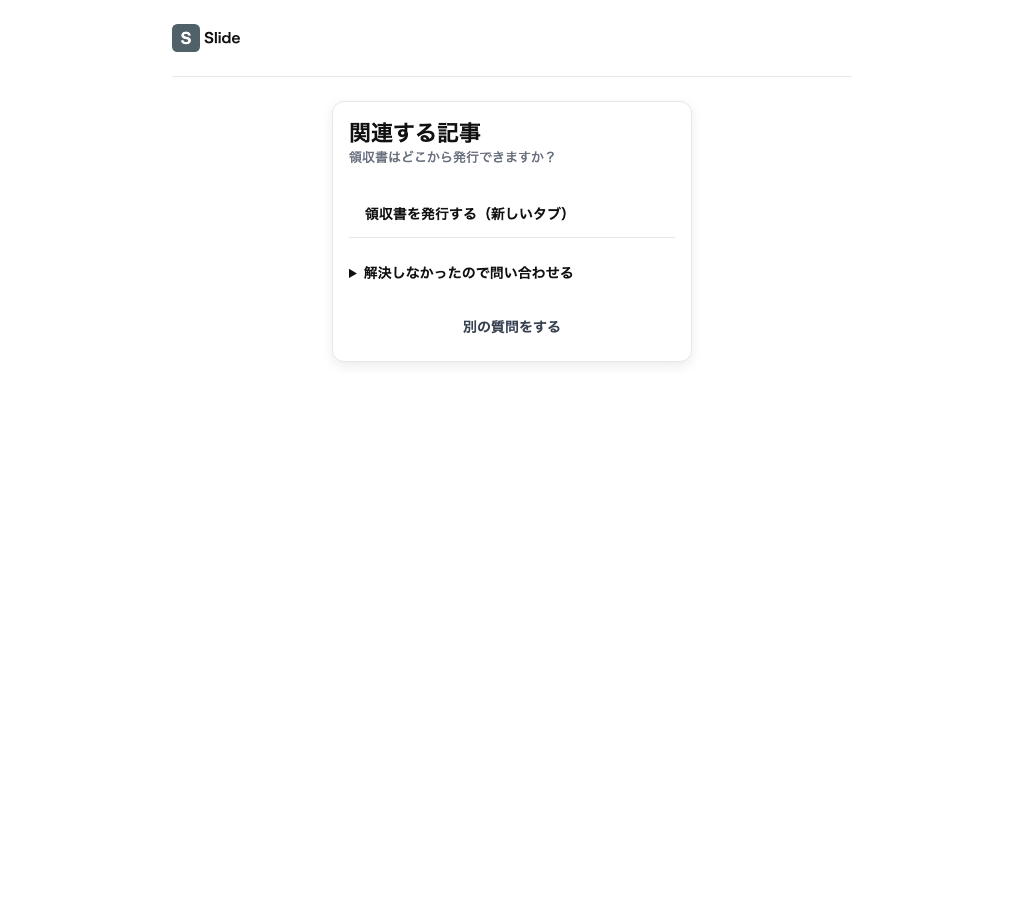 S Slide
関連する記事
領収書はどこから発行できますか？
領収書を発行する（新しいタブ）
▶ 解決しなかったので問い合わせる
別の質問をする